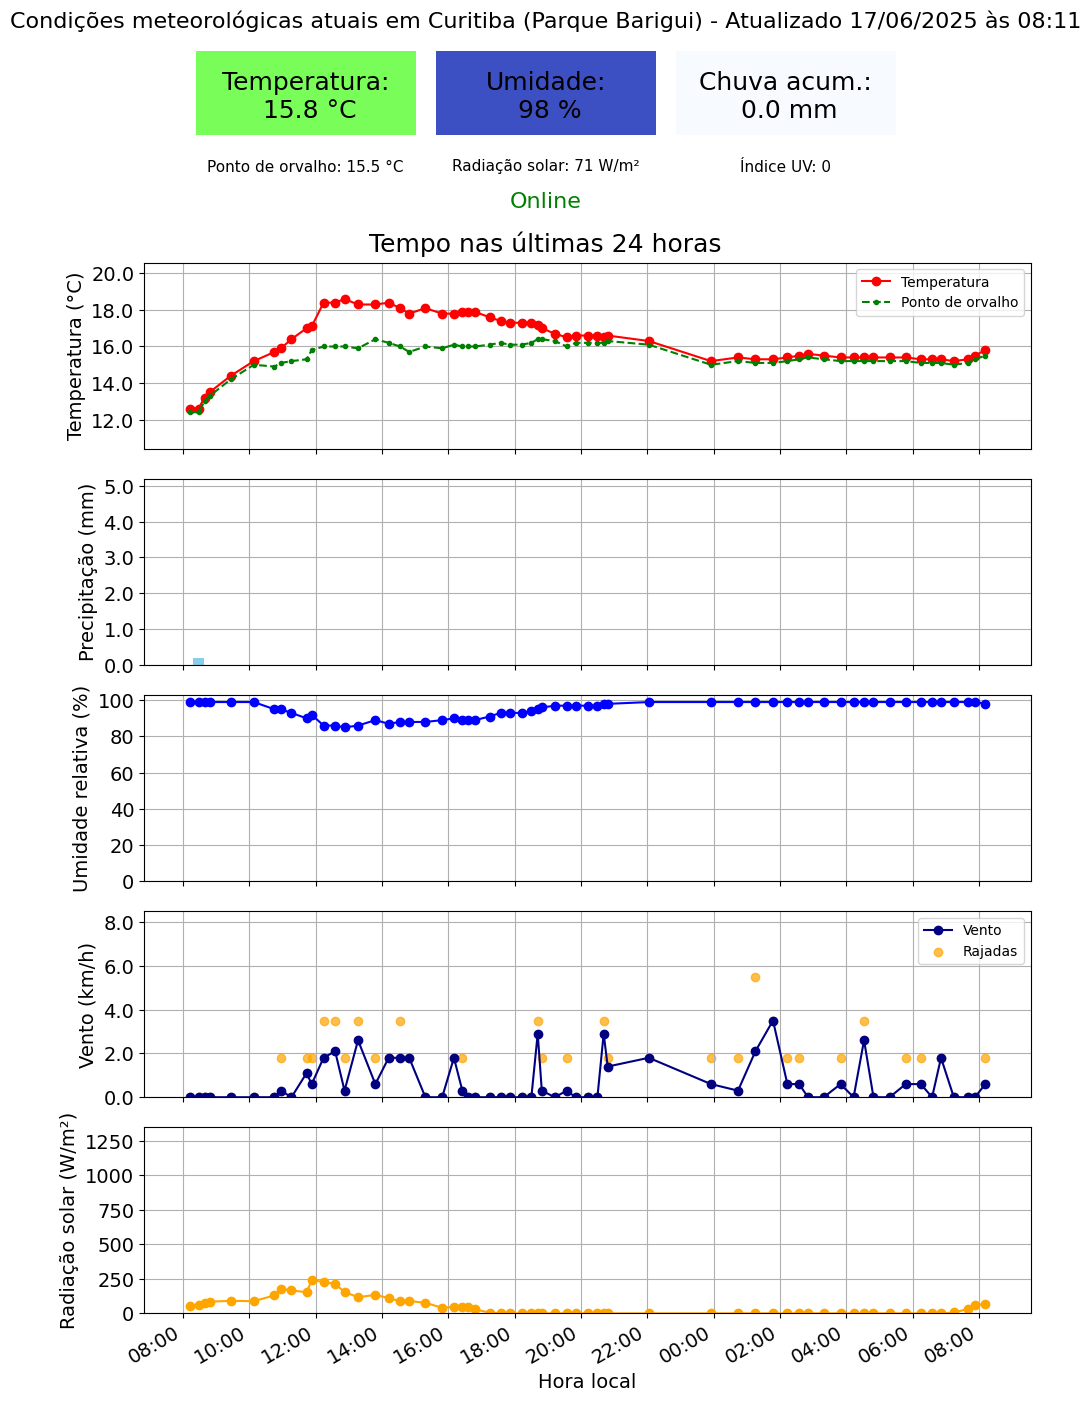 Condições meteorológicas atuais em Curitiba (Parque Barigui) - Atualizado 17/06/2025 às 08:11
Temperatura:
15.8 °C
Umidade:
98 %
Chuva acum.:
0.0 mm
Ponto de orvalho: 15.5 °C
Radiação solar: 71 W/m²
Índice UV: 0
Online
Tempo nas últimas 24 horas
Temperatura (°C)
20.0
18.0
16.0
14.0
12.0
Temperatura
Ponto de orvalho
Precipitação (mm)
5.0
4.0
3.0
2.0
1.0
0.0
Umidade relativa (%)
100
80
60
40
20
0
Vento (km/h)
8.0
6.0
4.0
2.0
0.0
Vento
Rajadas
Radiação solar (W/m²)
1250
1000
750
500
250
0
08:00
10:00
12:00
14:00
16:00
18:00
20:00
22:00
00:00
02:00
04:00
06:00
08:00
Hora local